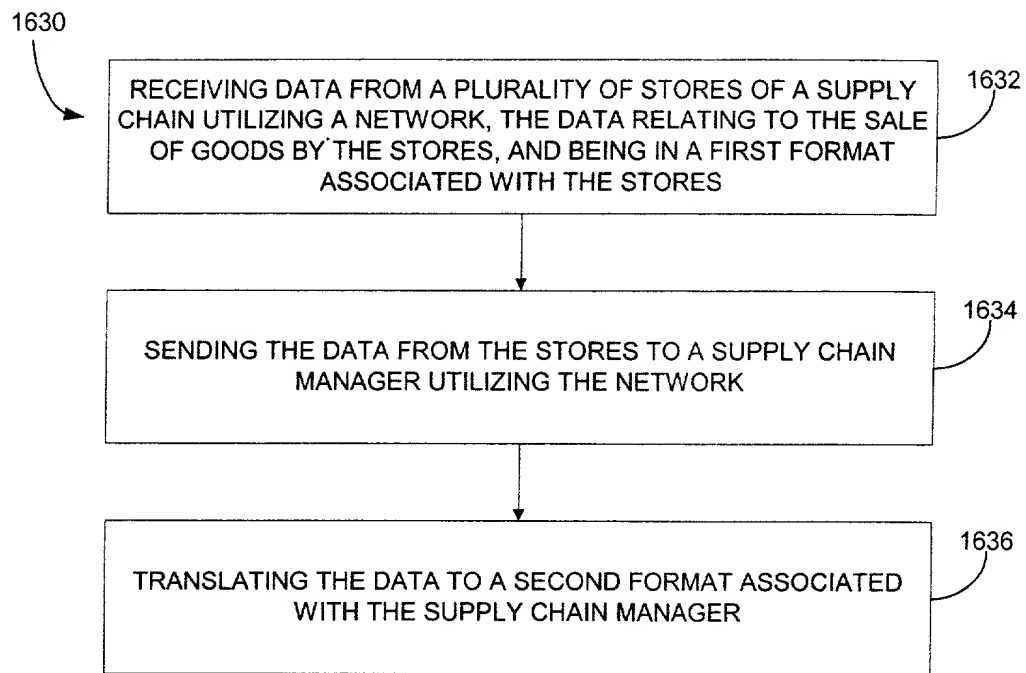 1630
RECEIVING DATA FROM A PLURALITY OF STORES OF A SUPPLY
CHAIN UTILIZING A NETWORK, THE DATA RELATING TO THE SALE
OF GOODS BY THE STORES, AND BEING IN A FIRST FORMAT
ASSOCIATED WITH THE STORES
1632
SENDING THE DATA FROM THE STORES TO A SUPPLY CHAIN
MANAGER UTILIZING THE NETWORK
1634
TRANSLATING THE DATA TO A SECOND FORMAT ASSOCIATED
WITH THE SUPPLY CHAIN MANAGER
1636